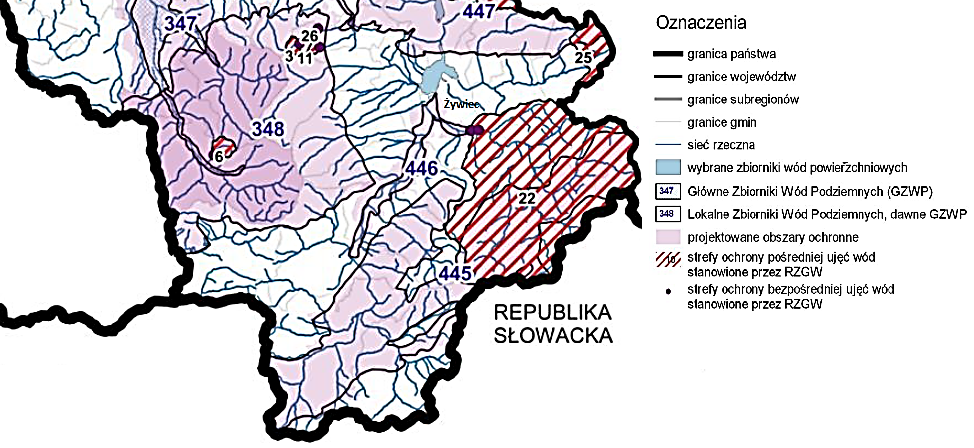 347
447
26
3
11
25
Żywiec
348
6
446
22
445
REPUBLIKA
SŁOWACKA
Oznaczenia
granica państwa
granice województw
granice subregionów
granice gmin
sieć rzeczna
wybrane zbiorniki wód powierzchniowych
347 Główne Zbiorniki Wód Podziemnych (GZWP)
348 Lokalne Zbiorniki Wód Podziemnych, dawne GZWP
projektowane obszary ochronne
10 strefy ochrony pośredniej ujęć wód
stanowione przez RZGW
strefy ochrony bezpośredniej ujęć wód
stanowione przez RZGW